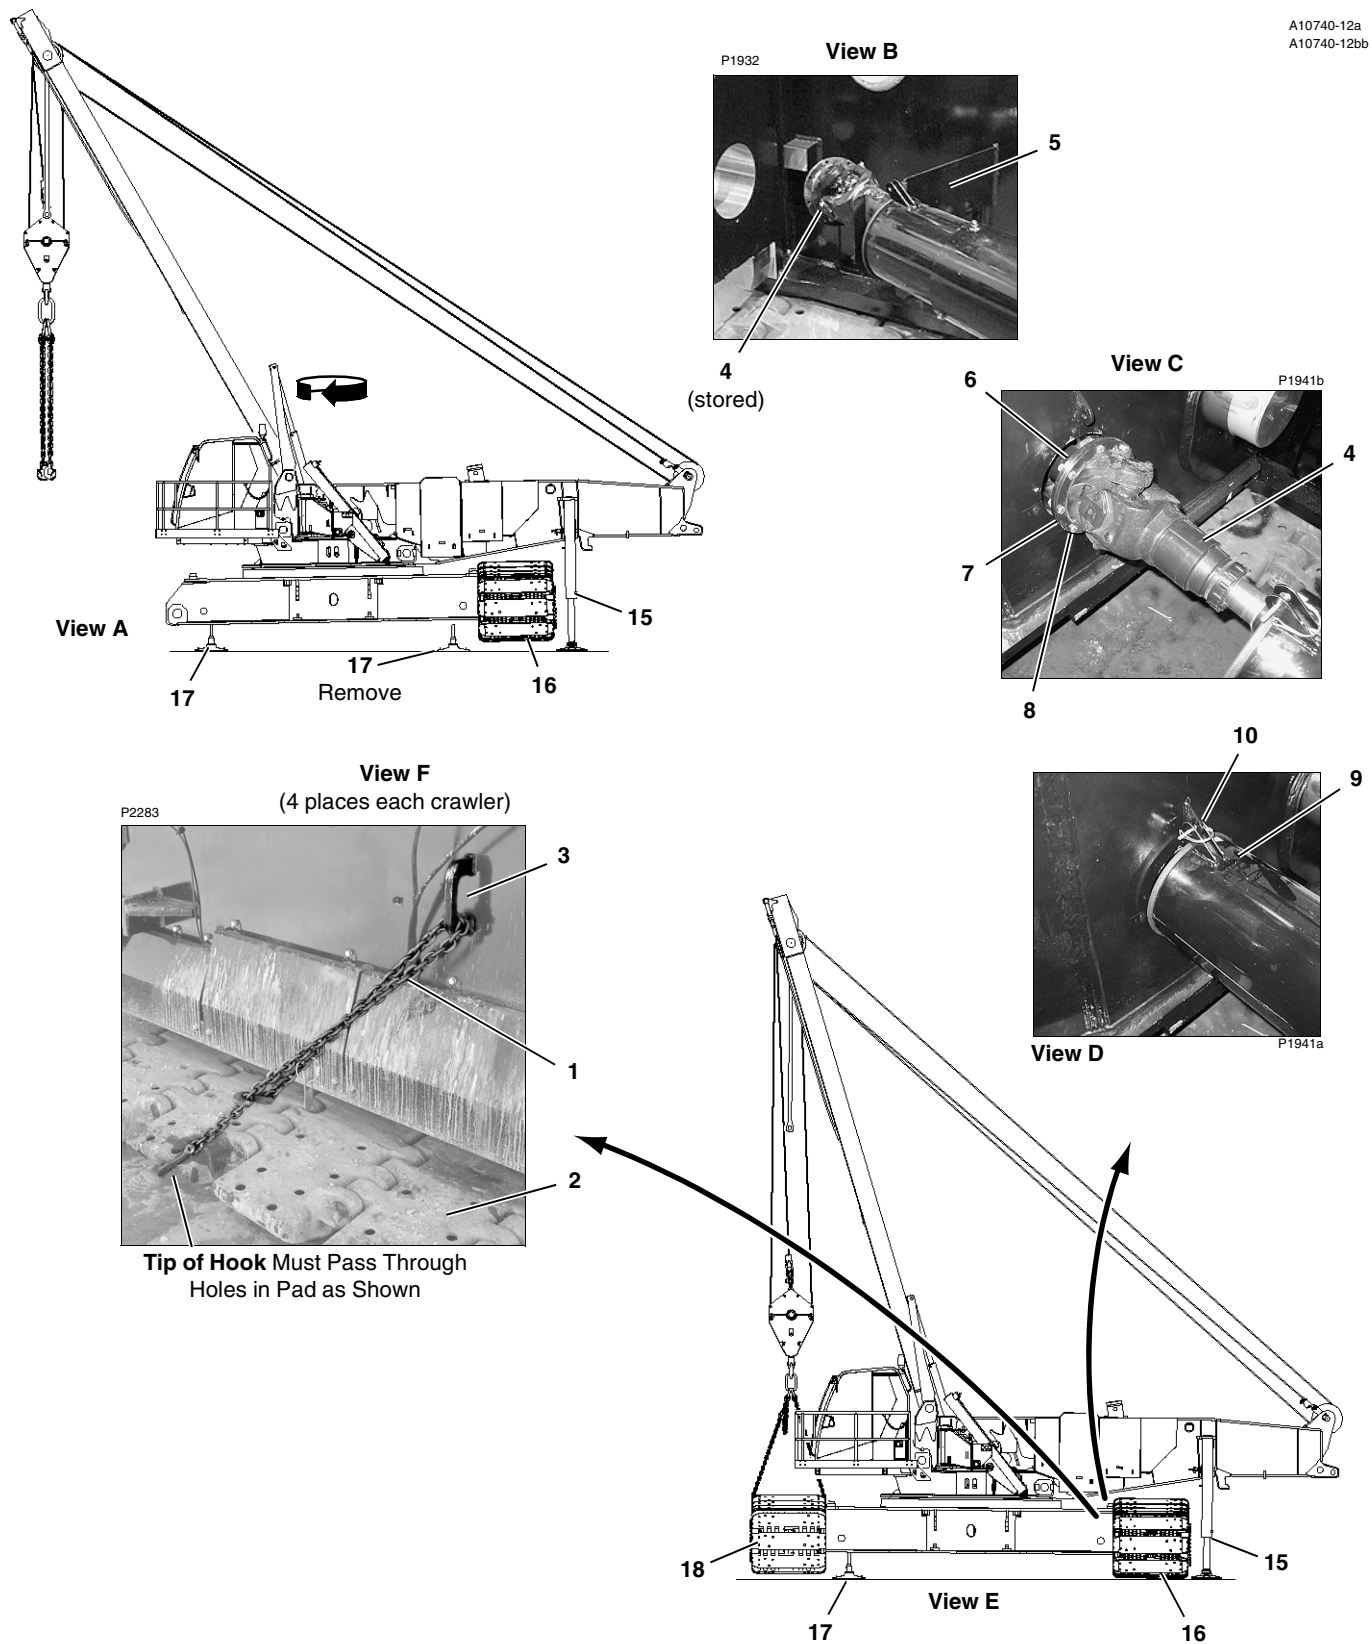 A10740-12a
A10740-12bb
View B
P1932
5
4
(stored)
View C
P1941b
6
4
7
8
View A
15
17
17
Remove
16
View F
(4 places each crawler)
P2283
3
1
2
Tip of Hook Must Pass Through
Holes in Pad as Shown
10
9
View D
P1941a
18
15
View E
17
16